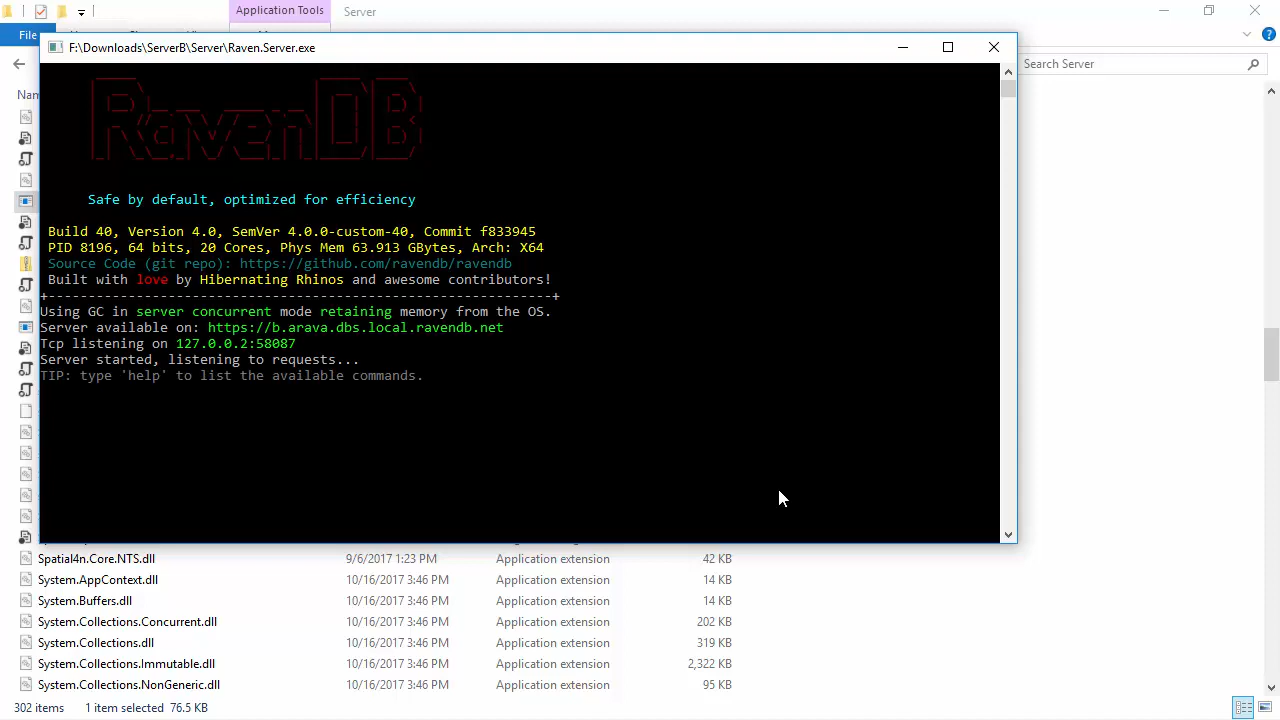 Application Tools
Server
File
F:\Downloads\ServerB\Server\Raven.Server.exe
Search Server
Nam
RavenDB
Safe by default, optimized for efficiency
Build 40, Version 4.0, SemVer 4.0.0-custom-40, Commit f833945
PID 8196, 64 bits, 20 Cores, Phys Mem 63.913 GBytes, Arch: X64
Source Code (git repo): https://github.com/ravendb/ravendb
Built with love by Hibernating Rhinos and awesome contributors!
+---------------------------------------------------------------+
Using GC in server concurrent mode retaining memory from the OS.
Server available on: https://b.arava.dbs.local.ravendb.net
Tcp listening on 127.0.0.2:58087
Server started, listening to requests...
TIP: type 'help' to list the available commands.
Spatial4n.Core.NTS.dll 9/6/2017 1:23 PM Application extension 42 KB
System.AppContext.dll 10/16/2017 3:46 PM Application extension 14 KB
System.Buffers.dll 10/16/2017 3:46 PM Application extension 14 KB
System.Collections.Concurrent.dll 10/16/2017 3:46 PM Application extension 202 KB
System.Collections.dll 10/16/2017 3:46 PM Application extension 319 KB
System.Collections.Immutable.dll 10/16/2017 3:46 PM Application extension 2,322 KB
System.Collections.NonGeneric.dll 10/16/2017 3:46 PM Application extension 95 KB
302 items 1 item selected 76.5 KB